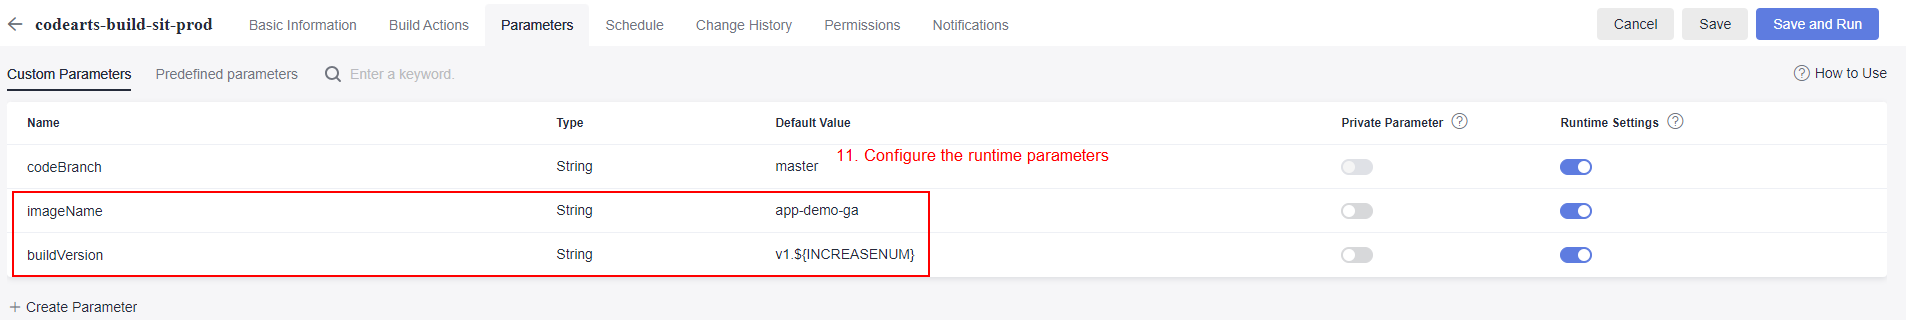 codearts-build-sit-prod Basic Information Build Actions Parameters Schedule Change History Permissions Notifications Cancel Save Save and Run
Custom Parameters Predefined parameters Enter a keyword. How to Use
Name Type Default Value Private Parameter Runtime Settings
11. Configure the runtime parameters
codeBranch String master
imageName String app-demo-ga
buildVersion String v1.${INCREASENUM}
+ Create Parameter